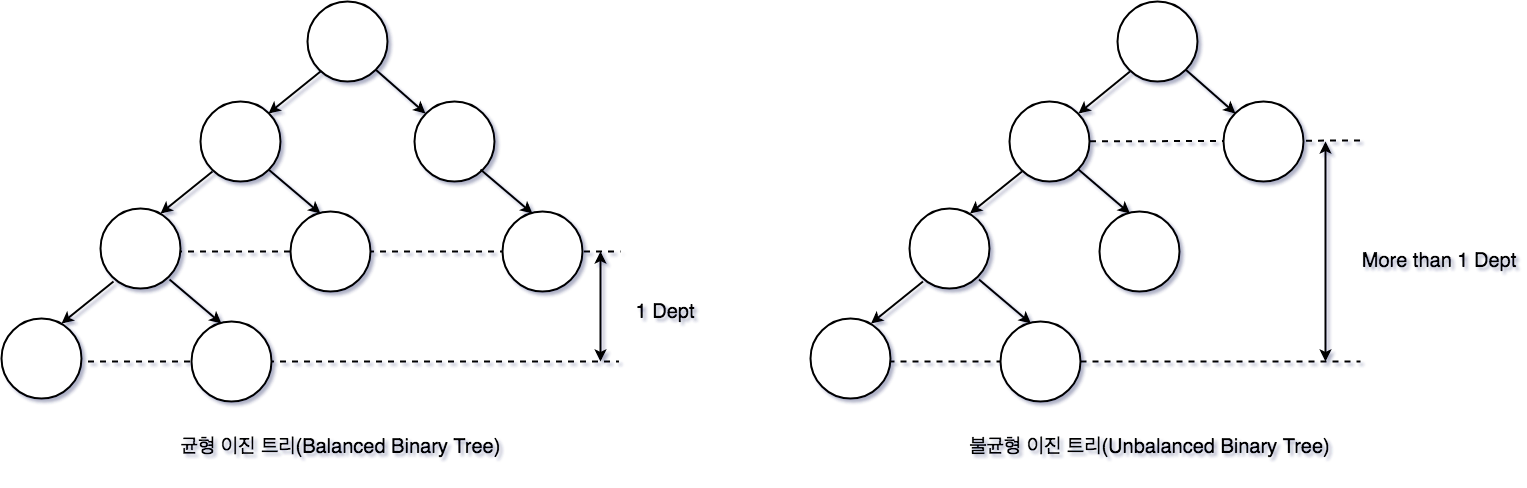 More than 1 Dept
1 Dept
균형 이진 트리(Balanced Binary Tree)
불균형 이진 트리(Unbalanced Binary Tree)